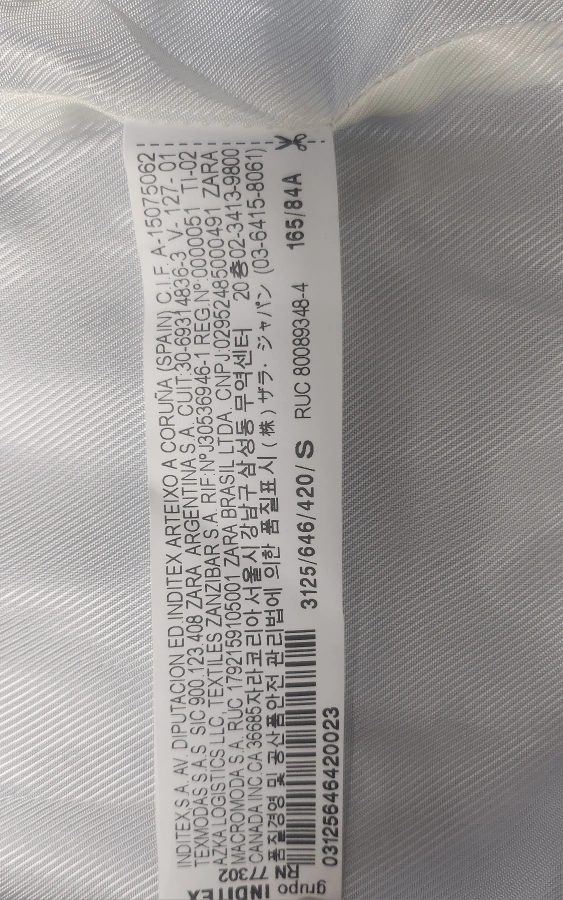 INDITEX S.A. AV. DIPUTACION ED INDITEX ARTEIXO A CORUÑA (SPAIN) C.I.F. A-15075062
TEXMODAS S.A.S. SIC 900.123.408 ZARA ARGENTINA S.A. CUIT:30-69314836-3 V- 127- 01
AZKA LOGISTICS LLC, TEXTILES ZANZIBAR S.A. RIF:NºJ30536946-1 REG.Nº 0000051 TI-02
MACROMODA S.A. RUC 1792159105001 ZARA BRASIL LTDA. CNPJ:02952485000491 ZARA
CANADA INC.CA 36685자라코리아 서울시 강남구 삼성동 무역센터 20층02-3413-9800
품질경영 및 공산품안전 관리법에 의한 품질표시 (株) ザラ・ジャパン (03-6415-8061)
3125/646/420/ S RUC 80089348-4 165/84A
03125646420023
grupo INDITEX
RN 77302